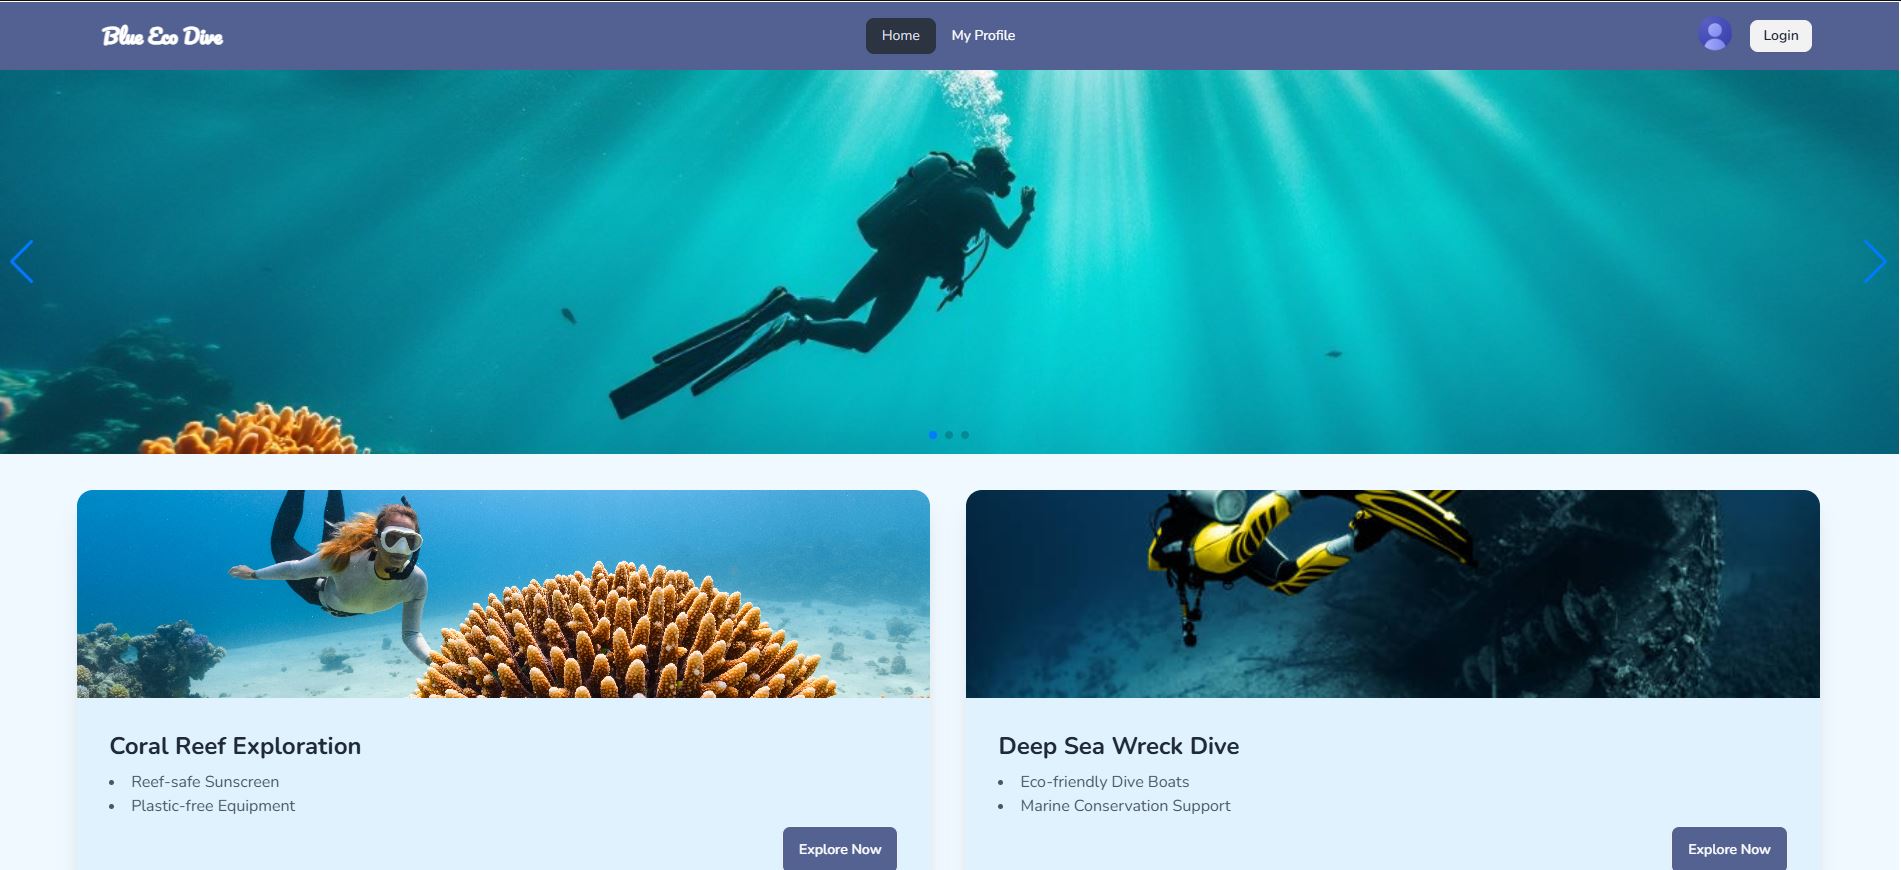 Blue Eco Dive
Home
My Profile
Login
Coral Reef Exploration
Reef-safe Sunscreen
Plastic-free Equipment
Explore Now
Deep Sea Wreck Dive
Eco-friendly Dive Boats
Marine Conservation Support
Explore Now